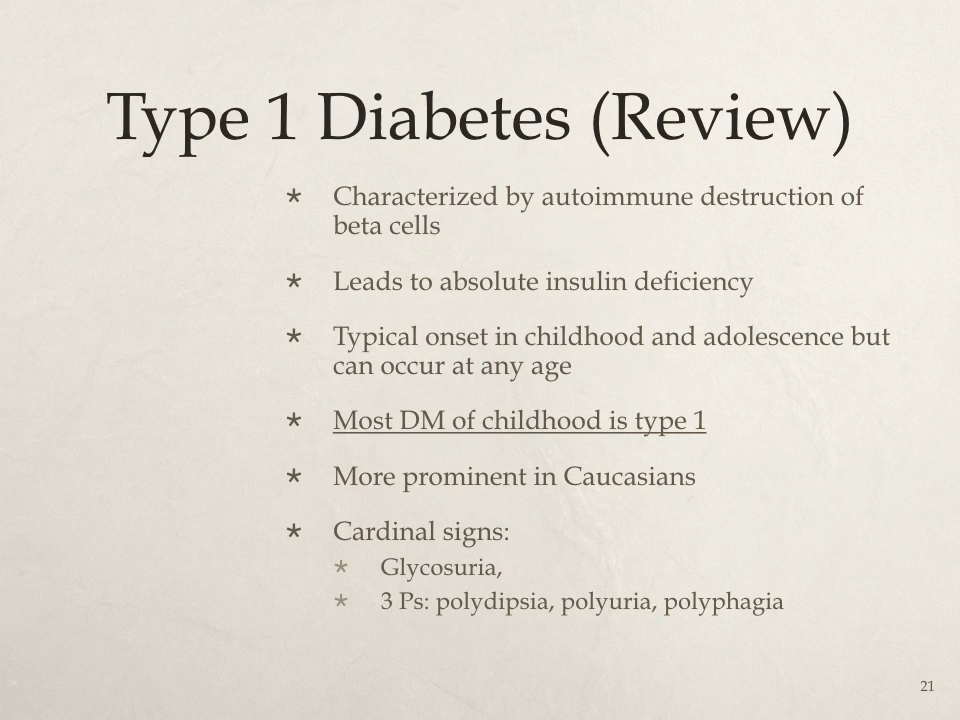 Type 1 Diabetes (Review)
* Characterized by autoimmune destruction of
beta cells
* Leads to absolute insulin deficiency
* Typical onset in childhood and adolescence but
can occur at any age
* Most DM of childhood is type 1
* More prominent in Caucasians
* Cardinal signs:
* Glycosuria,
* 3 Ps: polydipsia, polyuria, polyphagia
21